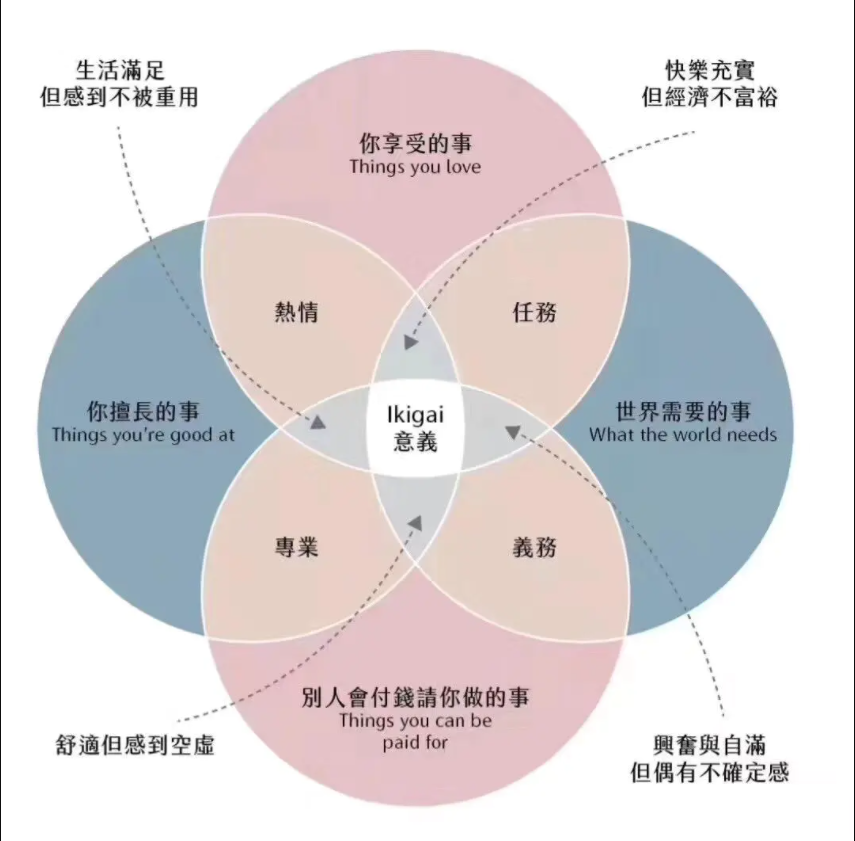 生活滿足
但感到不被重用
快樂充實
但經濟不富裕
你享受的事
Things you love
熱情
任務
你擅長的事
Things you're good at
Ikigai
意義
世界需要的事
What the world needs
專業
義務
別人會付錢請你做的事
Things you can be
paid for
舒適但感到空虛
興奮與自滿
但偶有不確定感